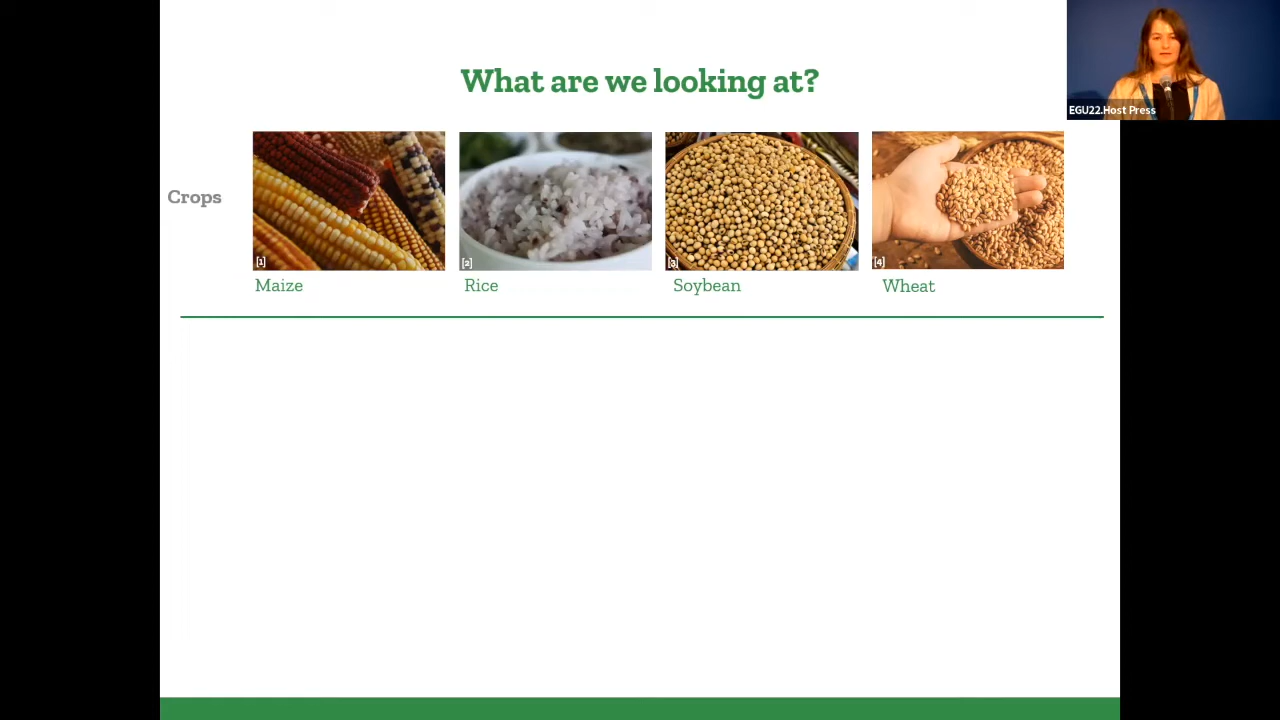 What are we looking at?
EGU22.Host Press
Crops
[1]
[2]
[3]
[4]
Maize
Rice
Soybean
Wheat